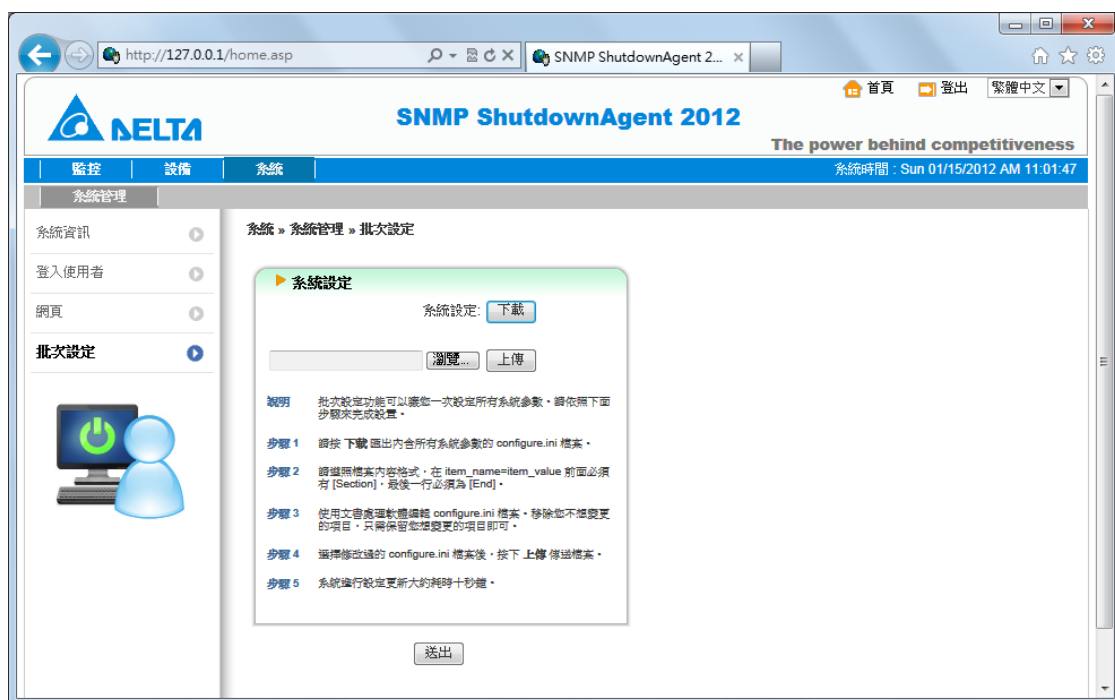 http://127.0.0.1/home.asp
SNMP ShutdownAgent 2...
首頁 登出 繁體中文
DELTA
SNMP ShutdownAgent 2012
The power behind competitiveness
監控 設備 系統
系統時間 : Sun 01/15/2012 AM 11:01:47
系統管理
系統資訊
登入使用者
網頁
批次設定
系統 » 系統管理 » 批次設定
系統設定
系統設定: 下載
瀏覽... 上傳
說明 批次設定功能可以讓您一次設定所有系統參數。請依照下面
步驟來完成設置。
步驟 1 請按 下載 匯出內含所有系統參數的 configure.ini 檔案。
步驟 2 請遵照檔案內容格式，在 item_name=item_value 前面必須
有 [Section]，最後一行必須為 [End]。
步驟 3 使用文書處理軟體編輯 configure.ini 檔案。移除您不想變更
的項目，只需保留您想變更的項目即可。
步驟 4 選擇修改過的 configure.ini 檔案後，按下 上傳 傳送檔案。
步驟 5 系統進行設定更新大約耗時十秒鐘。
送出